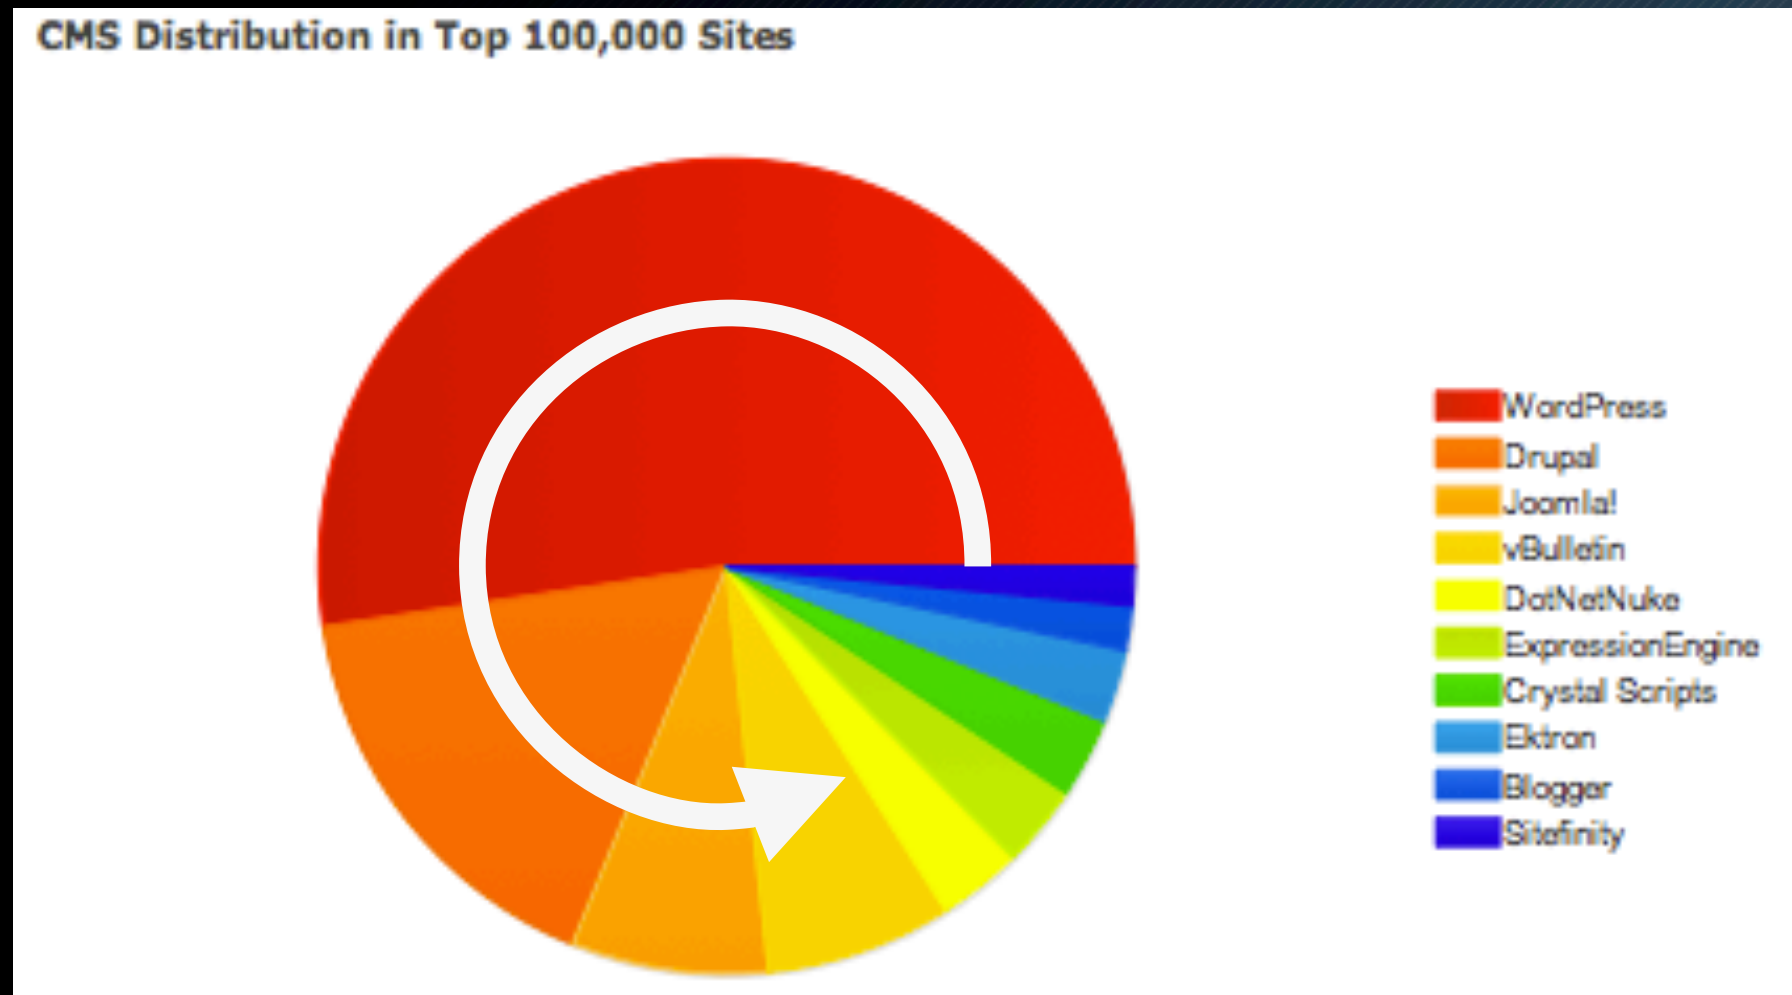 CMS Distribution in Top 100,000 Sites
WordPress
Drupal
Joomla!
vBulletin
DotNetNuke
ExpressionEngine
Crystal Scripts
Ektron
Blogger
Sitefinity